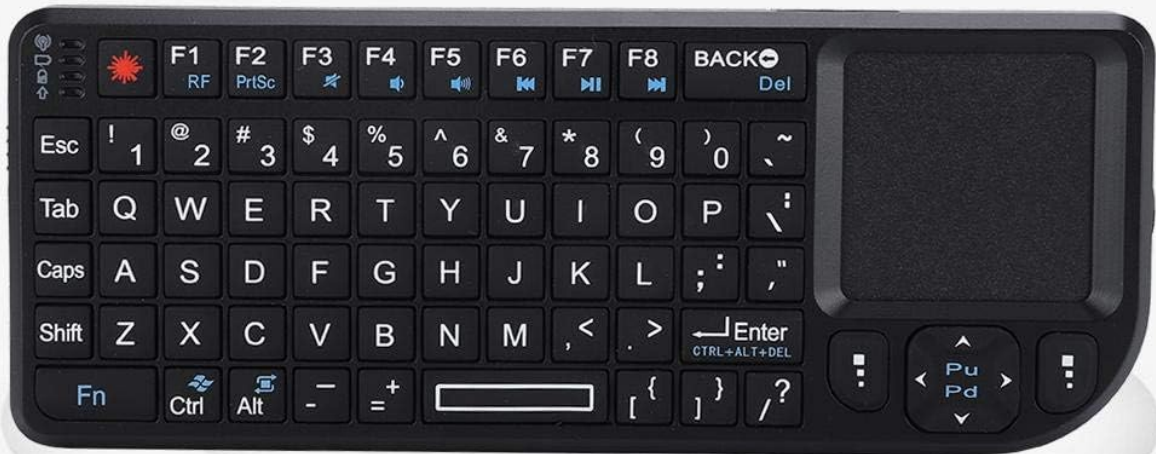 F1 F2 F3 F4 F5 F6 F7 F8 BACK
RF PrtSc Del
Esc ! 1 @ 2 # 3 $ 4 % 5 ^ 6 & 7 * 8 ( 9 ) 0 ` ~
Tab Q W E R T Y U I O P \ ¦
Caps A S D F G H J K L ; : ' "
Shift Z X C V B N M , < . > Enter
CTRL+ALT+DEL
Fn Ctrl Alt - _ = + [ { ] } / ?
Pu
Pd